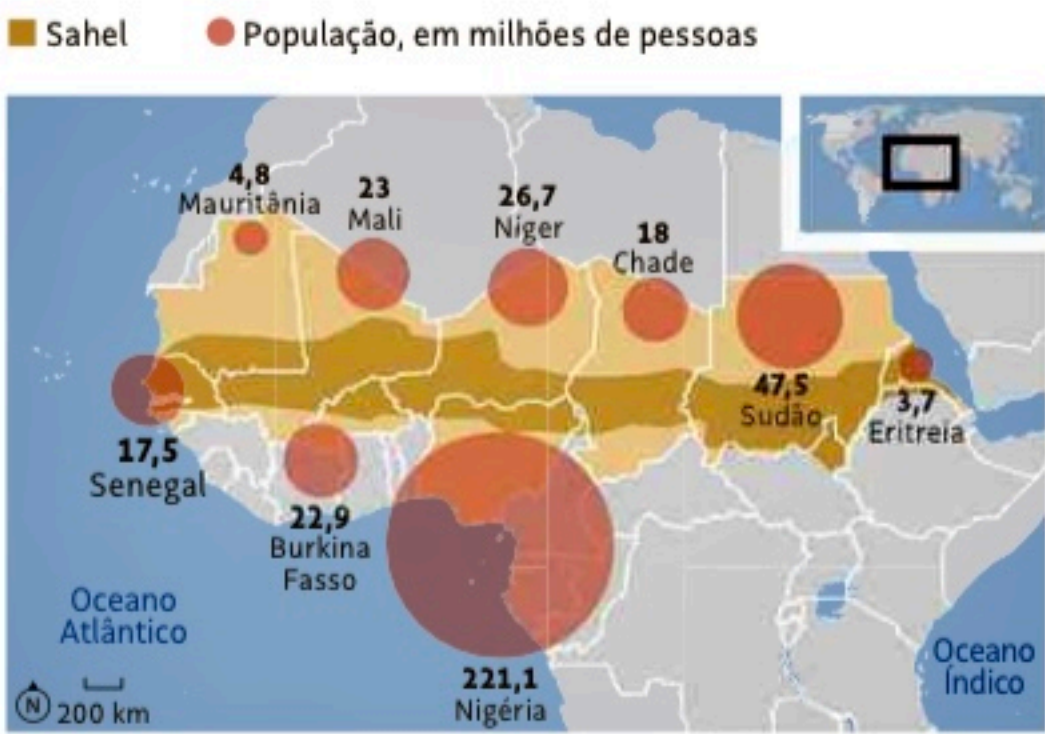 Sahel
População, em milhões de pessoas
4,8
Mauritânia
23
Mali
26,7
Níger
18
Chade
47,5
Sudão
3,7
Eritreia
17,5
Senegal
22,9
Burkina
Fasso
221,1
Nigéria
Oceano
Atlântico
Oceano
Índico
N
200 km